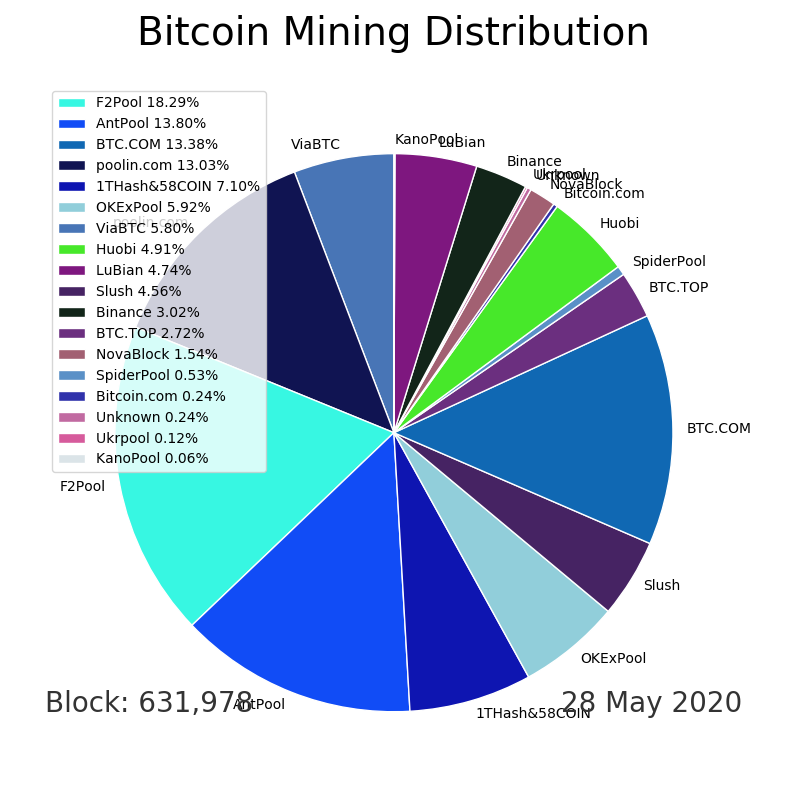 Bitcoin Mining Distribution
F2Pool 18.29%
AntPool 13.80%
BTC.COM 13.38%
poolin.com 13.03%
1THash&58COIN 7.10%
OKExPool 5.92%
ViaBTC 5.80%
Huobi 4.91%
LuBian 4.74%
Slush 4.56%
Binance 3.02%
BTC.TOP 2.72%
NovaBlock 1.54%
SpiderPool 0.53%
Bitcoin.com 0.24%
Unknown 0.24%
Ukrpool 0.12%
KanoPool 0.06%
ViaBTC
KanoPool
LuBian
Binance
Ukrpool
Unknown
NovaBlock
Bitcoin.com
Huobi
SpiderPool
BTC.TOP
BTC.COM
Slush
OKExPool
1THash&58COIN
AntPool
F2Pool
poolin.com
Block: 631,978
28 May 2020